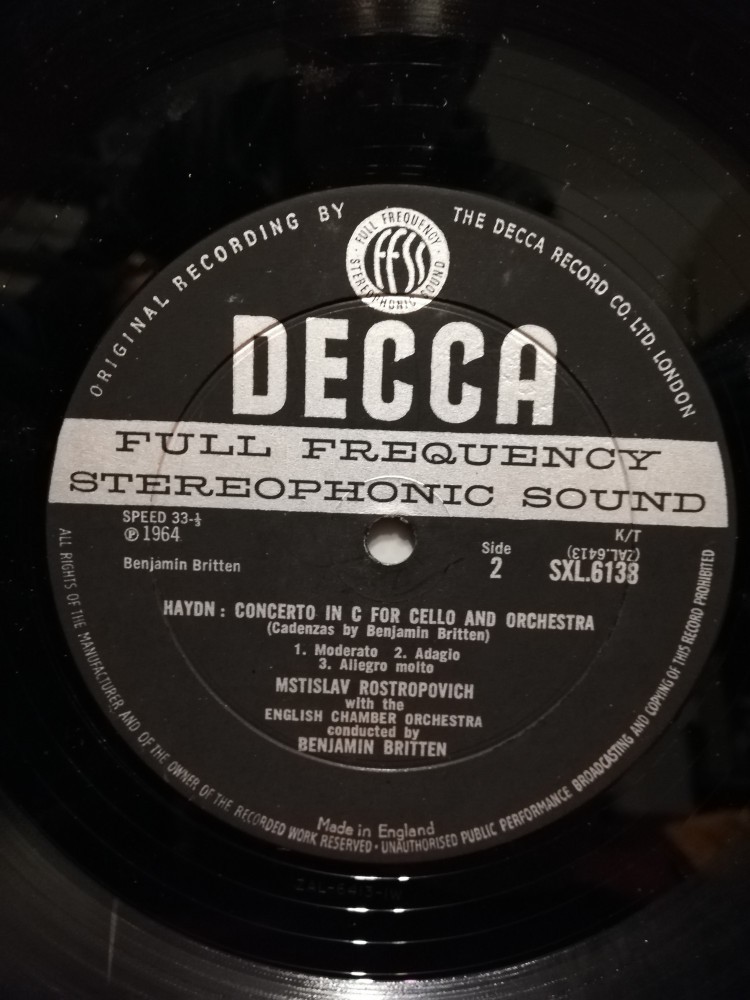 ORIGINAL RECORDING BY
THE DECCA RECORD CO. LTD. LONDON
· FULL FREQUENCY · STEREOPHONIC SOUND
FFSS
DECCA
FULL FREQUENCY
STEREOPHONIC SOUND
SPEED 33-⅓
℗ 1964
K/T
(ZAL.6413)
Side
2
SXL.6138
Benjamin Britten
HAYDN : CONCERTO IN C FOR CELLO AND ORCHESTRA
(Cadenzas by Benjamin Britten)
1. Moderato 2. Adagio
3. Allegro molto
MSTISLAV ROSTROPOVICH
with the
ENGLISH CHAMBER ORCHESTRA
conducted by
BENJAMIN BRITTEN
Made in England
ALL RIGHTS OF THE MANUFACTURER AND OF THE OWNER OF THE RECORDED WORK RESERVED · UNAUTHORISED PUBLIC PERFORMANCE BROADCASTING AND COPYING OF THIS RECORD PROHIBITED